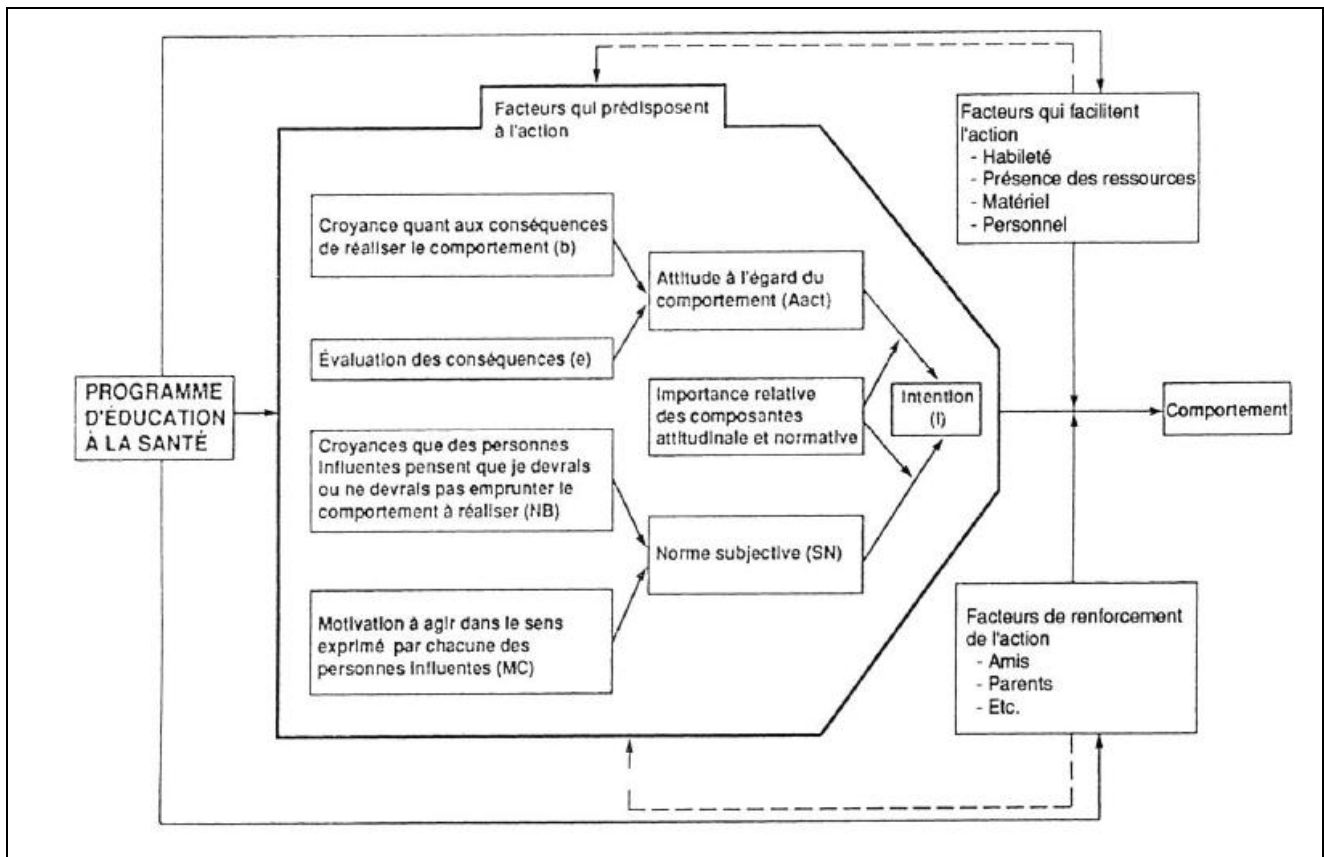 Facteurs qui prédisposent
à l'action
Facteurs qui facilitent
l'action
- Habileté
- Présence des ressources
- Matériel
- Personnel
Croyance quant aux conséquences
de réaliser le comportement (b)
Attitude à l'égard du
comportement (Aact)
Évaluation des conséquences (e)
PROGRAMME
D'ÉDUCATION
À LA SANTÉ
Importance relative
des composantes
attitudinale et normative
Intention
(I)
Comportement
Croyances que des personnes
influentes pensent que je devrais
ou ne devrais pas emprunter le
comportement à réaliser (NB)
Norme subjective (SN)
Motivation à agir dans le sens
exprimé par chacune des
personnes influentes (MC)
Facteurs de renforcement
de l'action
- Amis
- Parents
- Etc.